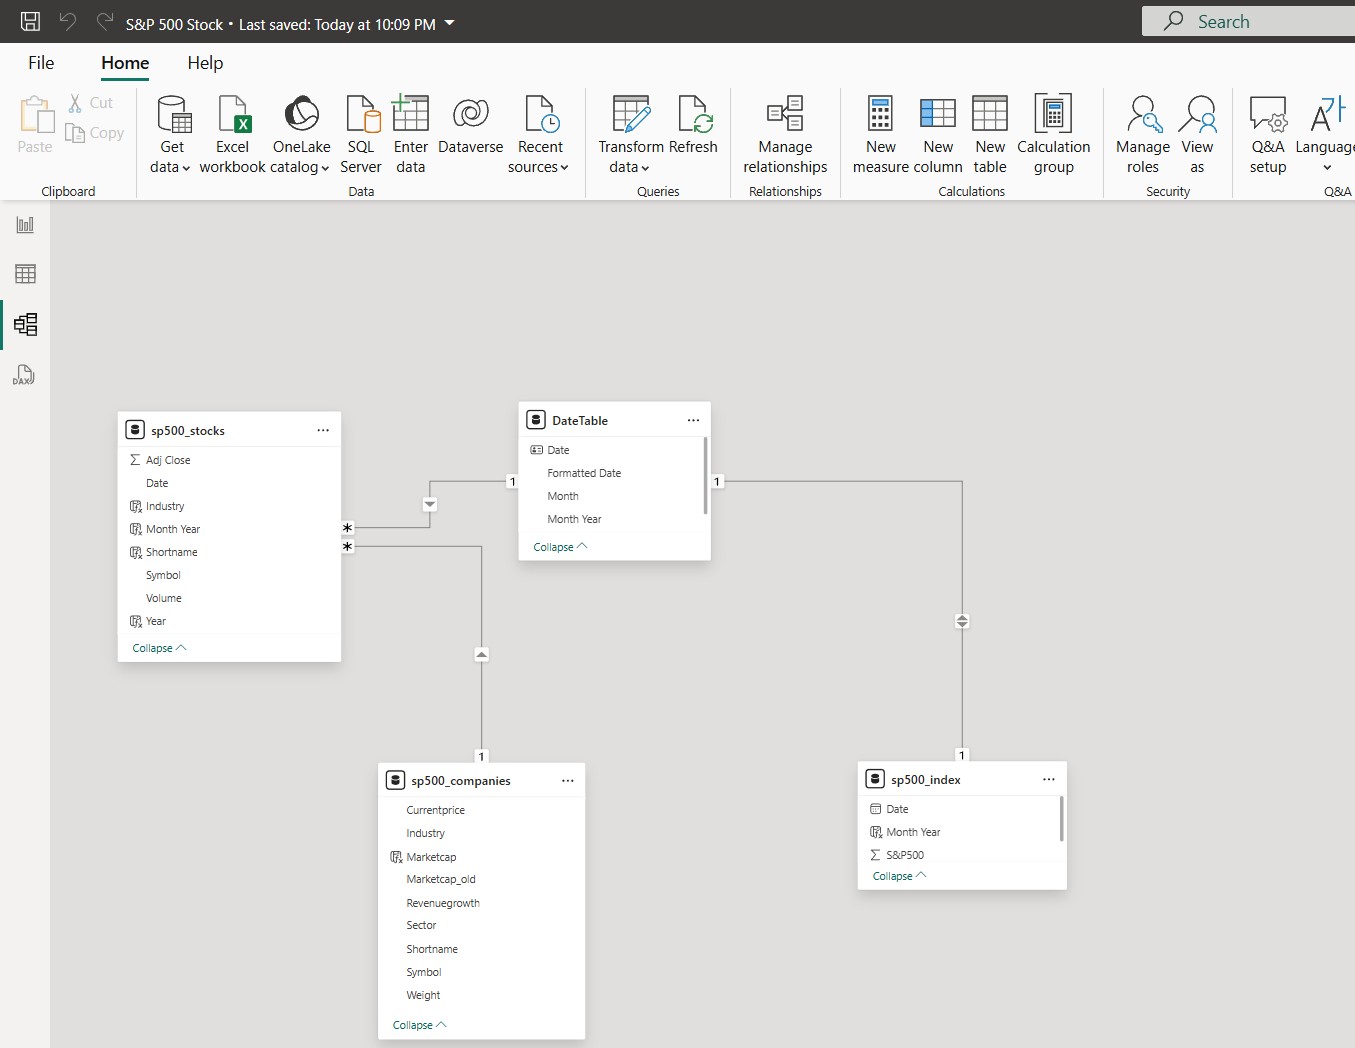 S&P 500 Stock • Last saved: Today at 10:09 PM
Search
File Home Help
Paste
Cut
Copy
Get data
Excel workbook
OneLake catalog
SQL Server
Enter data
Dataverse
Recent sources
Transform data
Refresh
Manage relationships
New measure
New column
New table
Calculation group
Manage roles
View as
Q&A setup
Language
Clipboard
Data
Queries
Relationships
Calculations
Security
Q&A
DAX
sp500_stocks
Adj Close
Date
Industry
Month Year
Shortname
Symbol
Volume
Year
Collapse
*
*
1
DateTable
Date
Formatted Date
Month
Month Year
Collapse
1
1
sp500_companies
Currentprice
Industry
Marketcap
Marketcap_old
Revenuegrowth
Sector
Shortname
Symbol
Weight
Collapse
1
sp500_index
Date
Month Year
S&P500
Collapse